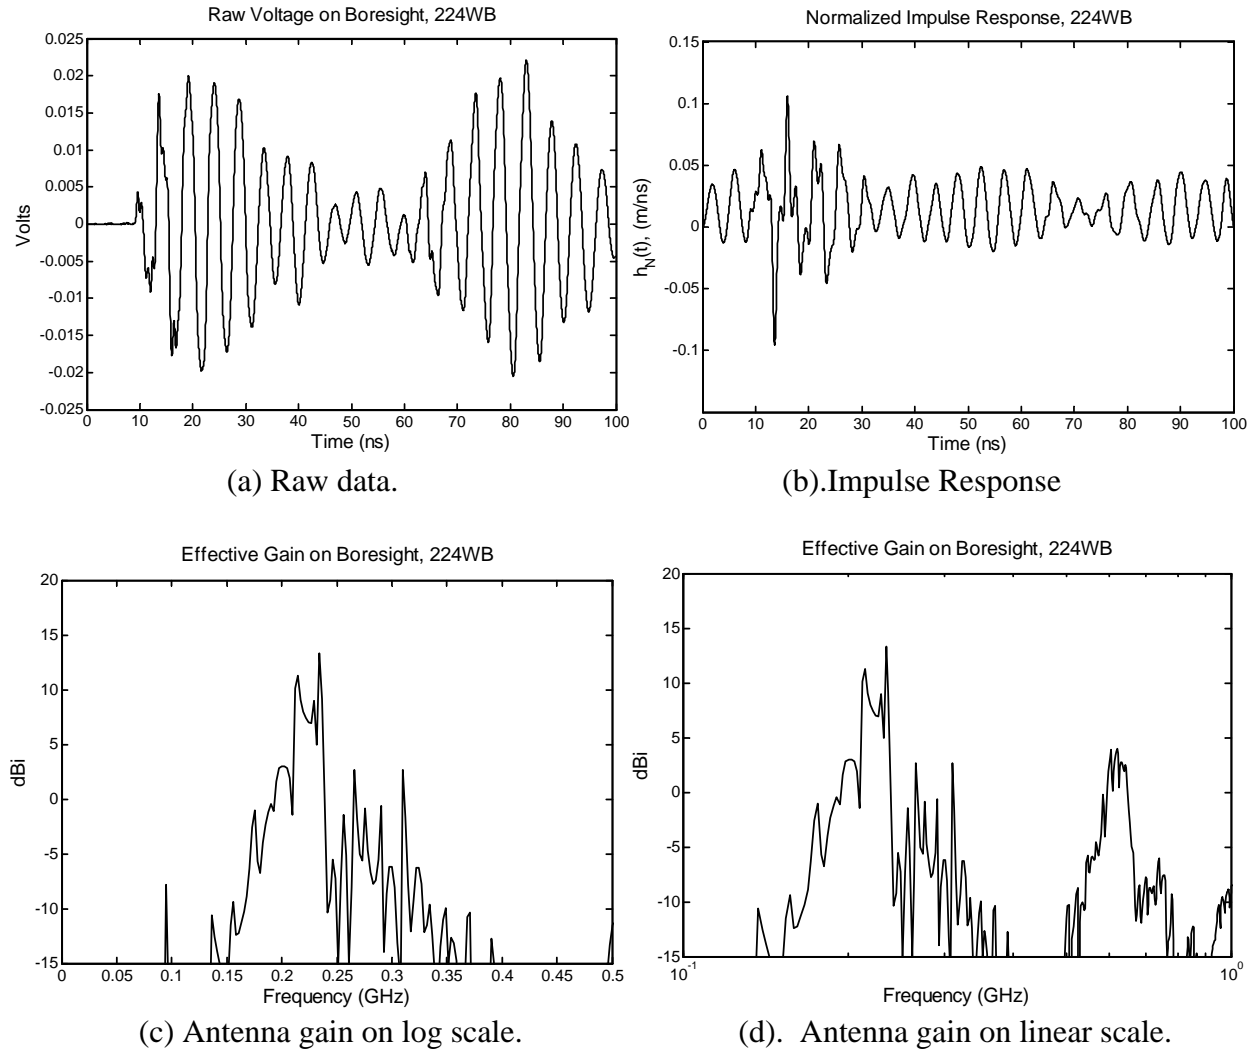 Raw Voltage on Boresight, 224WB
0.025
0.02
0.015
0.01
0.005
0
-0.005
-0.01
-0.015
-0.02
-0.025
Volts
0 10 20 30 40 50 60 70 80 90 100
Time (ns)
(a) Raw data.
Normalized Impulse Response, 224WB
0.15
0.1
0.05
0
-0.05
-0.1
h_N(t), (m/ns)
0 10 20 30 40 50 60 70 80 90 100
Time (ns)
(b).Impulse Response
Effective Gain on Boresight, 224WB
20
15
10
5
0
-5
-10
-15
dBi
0 0.05 0.1 0.15 0.2 0.25 0.3 0.35 0.4 0.45 0.5
Frequency (GHz)
(c) Antenna gain on log scale.
Effective Gain on Boresight, 224WB
20
15
10
5
0
-5
-10
-15
dBi
10^-1 10^0
Frequency (GHz)
(d). Antenna gain on linear scale.